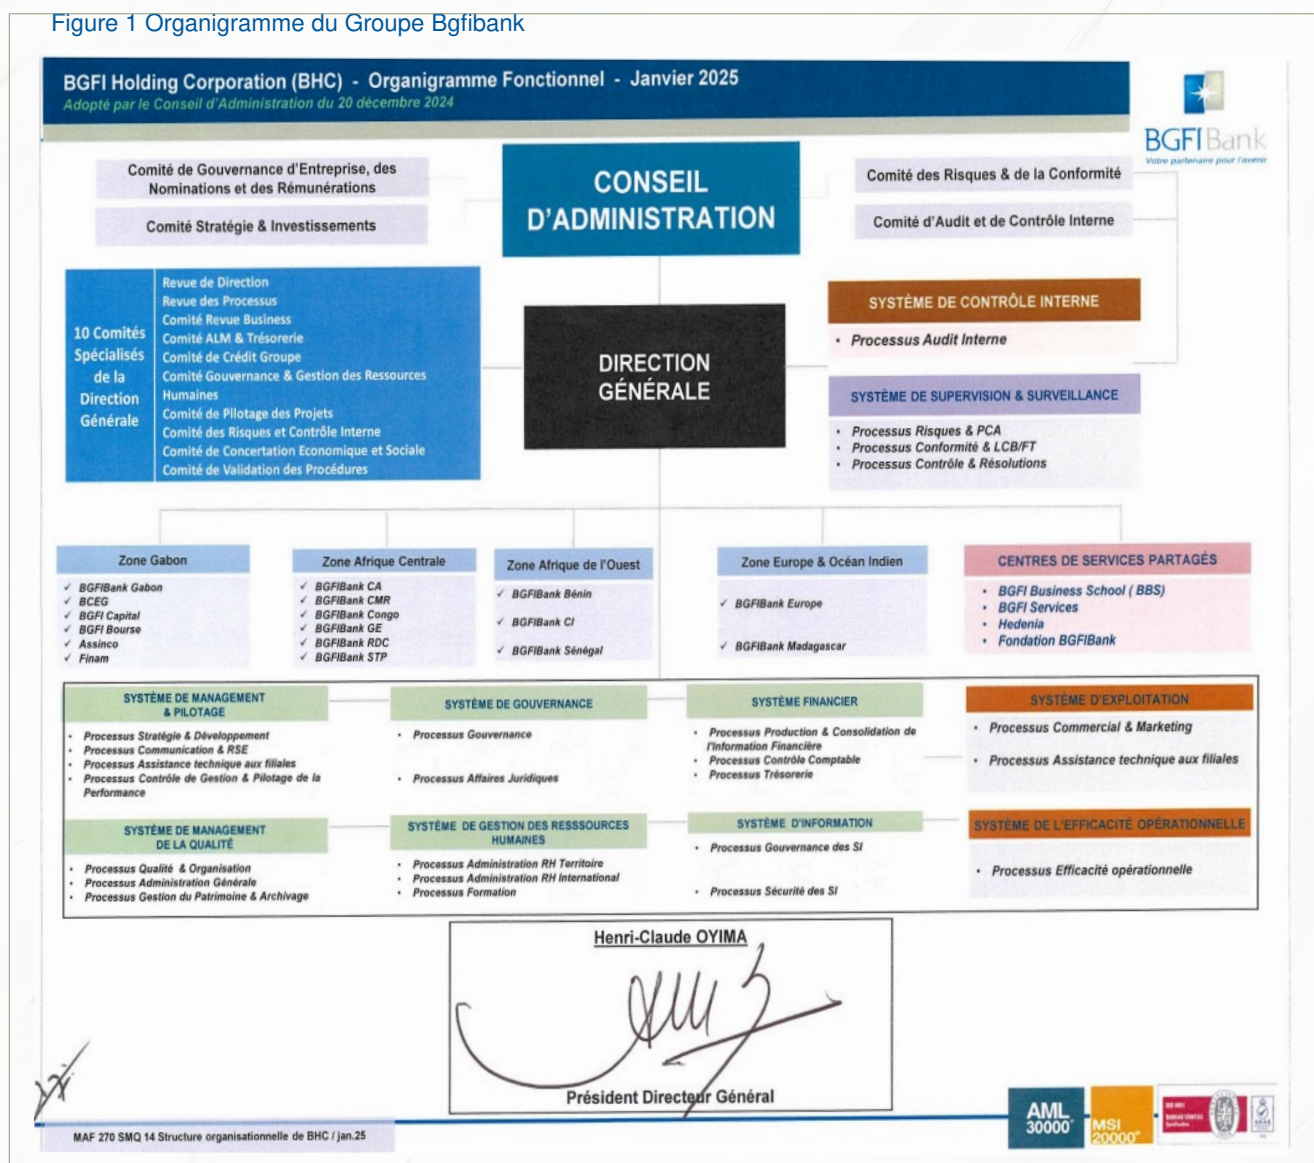 Figure 1 Organigramme du Groupe Bgfibank
BGFI Holding Corporation (BHC) - Organigramme Fonctionnel - Janvier 2025
Adopté par le Conseil d'Administration du 20 décembre 2024
BGFIBank
Votre partenaire pour l'avenir
Comité de Gouvernance d'Entreprise, des
Nominations et des Rémunérations
Comité Stratégie & Investissements
CONSEIL
D'ADMINISTRATION
Comité des Risques & de la Conformité
Comité d'Audit et de Contrôle Interne
10 Comités
Spécialisés
de la
Direction
Générale
Revue de Direction
Revue des Processus
Comité Revue Business
Comité ALM & Trésorerie
Comité de Crédit Groupe
Comité Gouvernance & Gestion des Ressources
Humaines
Comité de Pilotage des Projets
Comité des Risques et Contrôle Interne
Comité de Concertation Economique et Sociale
Comité de Validation des Procédures
DIRECTION
GÉNÉRALE
SYSTÈME DE CONTRÔLE INTERNE
• Processus Audit Interne
SYSTÈME DE SUPERVISION & SURVEILLANCE
• Processus Risques & PCA
• Processus Conformité & LCB/FT
• Processus Contrôle & Résolutions
Zone Gabon
✓ BGFIBank Gabon
✓ BCEG
✓ BGFI Capital
✓ BGFI Bourse
✓ Assinco
✓ Finam
Zone Afrique Centrale
✓ BGFIBank CA
✓ BGFIBank CMR
✓ BGFIBank Congo
✓ BGFIBank GE
✓ BGFIBank RDC
✓ BGFIBank STP
Zone Afrique de l'Ouest
✓ BGFIBank Bénin
✓ BGFIBank CI
✓ BGFIBank Sénégal
Zone Europe & Océan Indien
✓ BGFIBank Europe
✓ BGFIBank Madagascar
CENTRES DE SERVICES PARTAGÉS
• BGFI Business School ( BBS)
• BGFI Services
• Hedenia
• Fondation BGFIBank
SYSTÈME DE MANAGEMENT
& PILOTAGE
• Processus Stratégie & Développement
• Processus Communication & RSE
• Processus Assistance technique aux filiales
• Processus Contrôle de Gestion & Pilotage de la
Performance
SYSTÈME DE GOUVERNANCE
• Processus Gouvernance
• Processus Affaires Juridiques
SYSTÈME FINANCIER
• Processus Production & Consolidation de
l'Information Financière
• Processus Contrôle Comptable
• Processus Trésorerie
SYSTÈME D'EXPLOITATION
• Processus Commercial & Marketing
• Processus Assistance technique aux filiales
SYSTÈME DE MANAGEMENT
DE LA QUALITÉ
• Processus Qualité & Organisation
• Processus Administration Générale
• Processus Gestion du Patrimoine & Archivage
SYSTÈME DE GESTION DES RESSSOURCES
HUMAINES
• Processus Administration RH Territoire
• Processus Administration RH International
• Processus Formation
SYSTÈME D'INFORMATION
• Processus Gouvernance des SI
• Processus Sécurité des SI
SYSTÈME DE L'EFFICACITÉ OPÉRATIONNELLE
• Processus Efficacité opérationnelle
Henri-Claude OYIMA
Président Directeur Général
MAF 270 SMQ 14 Structure organisationnelle de BHC / jan.25
AML
30000
MSI
20000